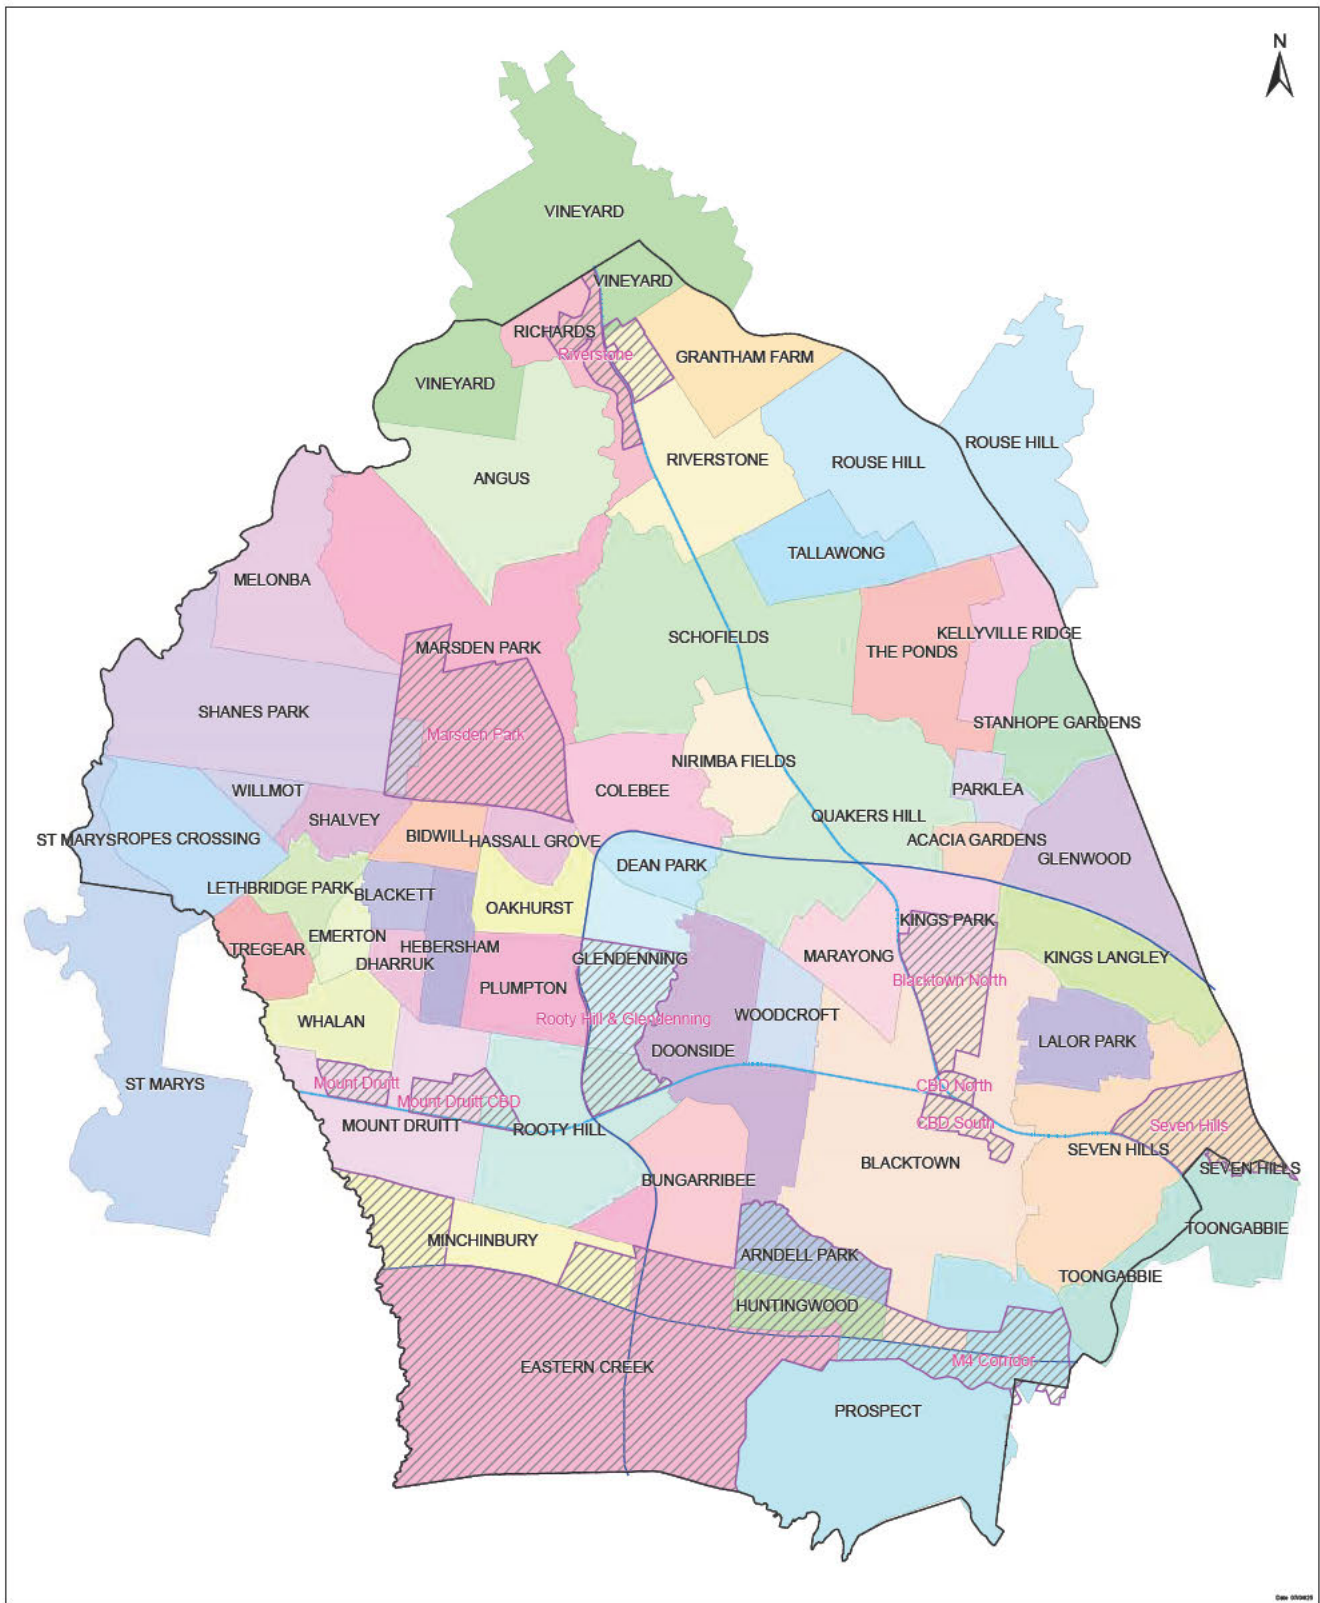 N
VINEYARD
VINEYARD
RICHARDS
Riverstone
GRANTHAM FARM
VINEYARD
ROUSE HILL
RIVERSTONE
ROUSE HILL
ANGUS
TALLAWONG
MELONBA
KELLYVILLE RIDGE
SCHOFIELDS
MARSDEN PARK
THE PONDS
SHANES PARK
STANHOPE GARDENS
Marsden Park
NIRIMBA FIELDS
WILLMOT
COLEBEE
PARKLEA
SHALVEY
QUAKERS HILL
ST MARYS
ROPES CROSSING
BIDWILL
HASSALL GROVE
ACACIA GARDENS
GLENWOOD
DEAN PARK
LETHBRIDGE PARK
BLACKETT
OAKHURST
KINGS PARK
EMERTON
TREGEAR
HEBERSHAM
GLENDENNING
MARAYONG
KINGS LANGLEY
DHARRUK
Blacktown North
PLUMPTON
WOODCROFT
Rooty Hill & Glendenning
WHALAN
LALOR PARK
DOONSIDE
ST MARYS
Mount Druitt
CBD North
Mount Druitt CBD
MOUNT DRUITT
ROOTY HILL
CBD South
Seven Hills
SEVEN HILLS
BLACKTOWN
SEVEN HILLS
BUNGARRIBEE
TOONGABBIE
MINCHINBURY
ARNDELL PARK
TOONGABBIE
HUNTINGWOOD
EASTERN CREEK
M4 Corridor
PROSPECT